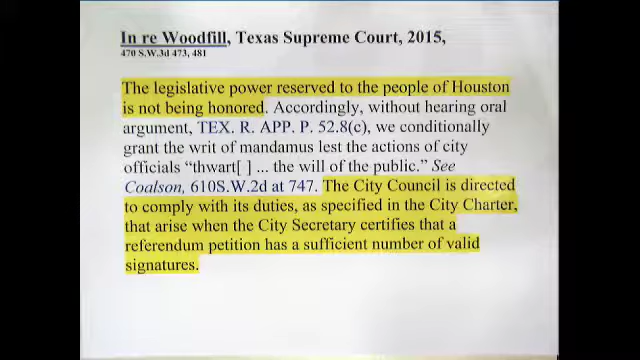 In re Woodfill, Texas Supreme Court, 2015,
470 S.W.3d 473, 481
The legislative power reserved to the people of Houston
is not being honored. Accordingly, without hearing oral
argument, TEX. R. APP. P. 52.8(c), we conditionally
grant the writ of mandamus lest the actions of city
officials “thwart[ ] ... the will of the public.” See
Coalson, 610S.W.2d at 747. The City Council is directed
to comply with its duties, as specified in the City Charter,
that arise when the City Secretary certifies that a
referendum petition has a sufficient number of valid
signatures.